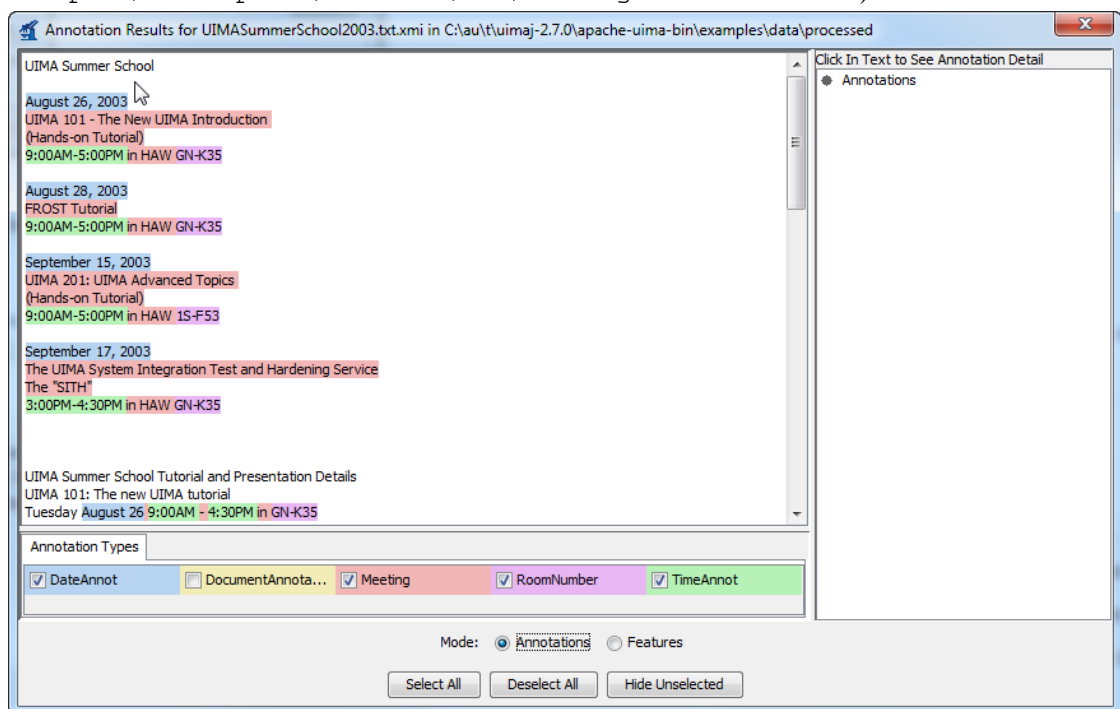 Annotation Results for UIMASummerSchool2003.txt.xmi in C:\au\t\uimaj-2.7.0\apache-uima-bin\examples\data\processed
UIMA Summer School
August 26, 2003
UIMA 101 - The New UIMA Introduction
(Hands-on Tutorial)
9:00AM-5:00PM in HAW GN-K35
August 28, 2003
FROST Tutorial
9:00AM-5:00PM in HAW GN-K35
September 15, 2003
UIMA 201: UIMA Advanced Topics
(Hands-on Tutorial)
9:00AM-5:00PM in HAW 1S-F53
September 17, 2003
The UIMA System Integration Test and Hardening Service
The "SITH"
3:00PM-4:30PM in HAW GN-K35
UIMA Summer School Tutorial and Presentation Details
UIMA 101: The new UIMA tutorial
Tuesday August 26 9:00AM - 4:30PM in GN-K35
Click In Text to See Annotation Detail
Annotations
Annotation Types
DateAnnot DocumentAnnota... Meeting RoomNumber TimeAnnot
Mode: Annotations Features
Select All Deselect All Hide Unselected